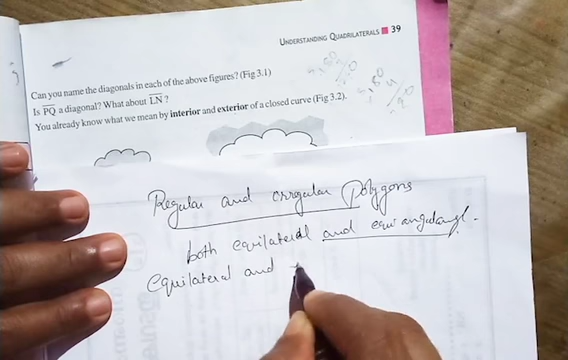 UNDERSTANDING QUADRILATERALS 39
Can you name the diagonals in each of the above figures? (Fig 3.1)
Is PQ a diagonal? What about LN ?
You already know what we mean by interior and exterior of a closed curve (Fig 3.2).
Regular and irregular Polygons
both equilateral and equiangular.
equilateral and